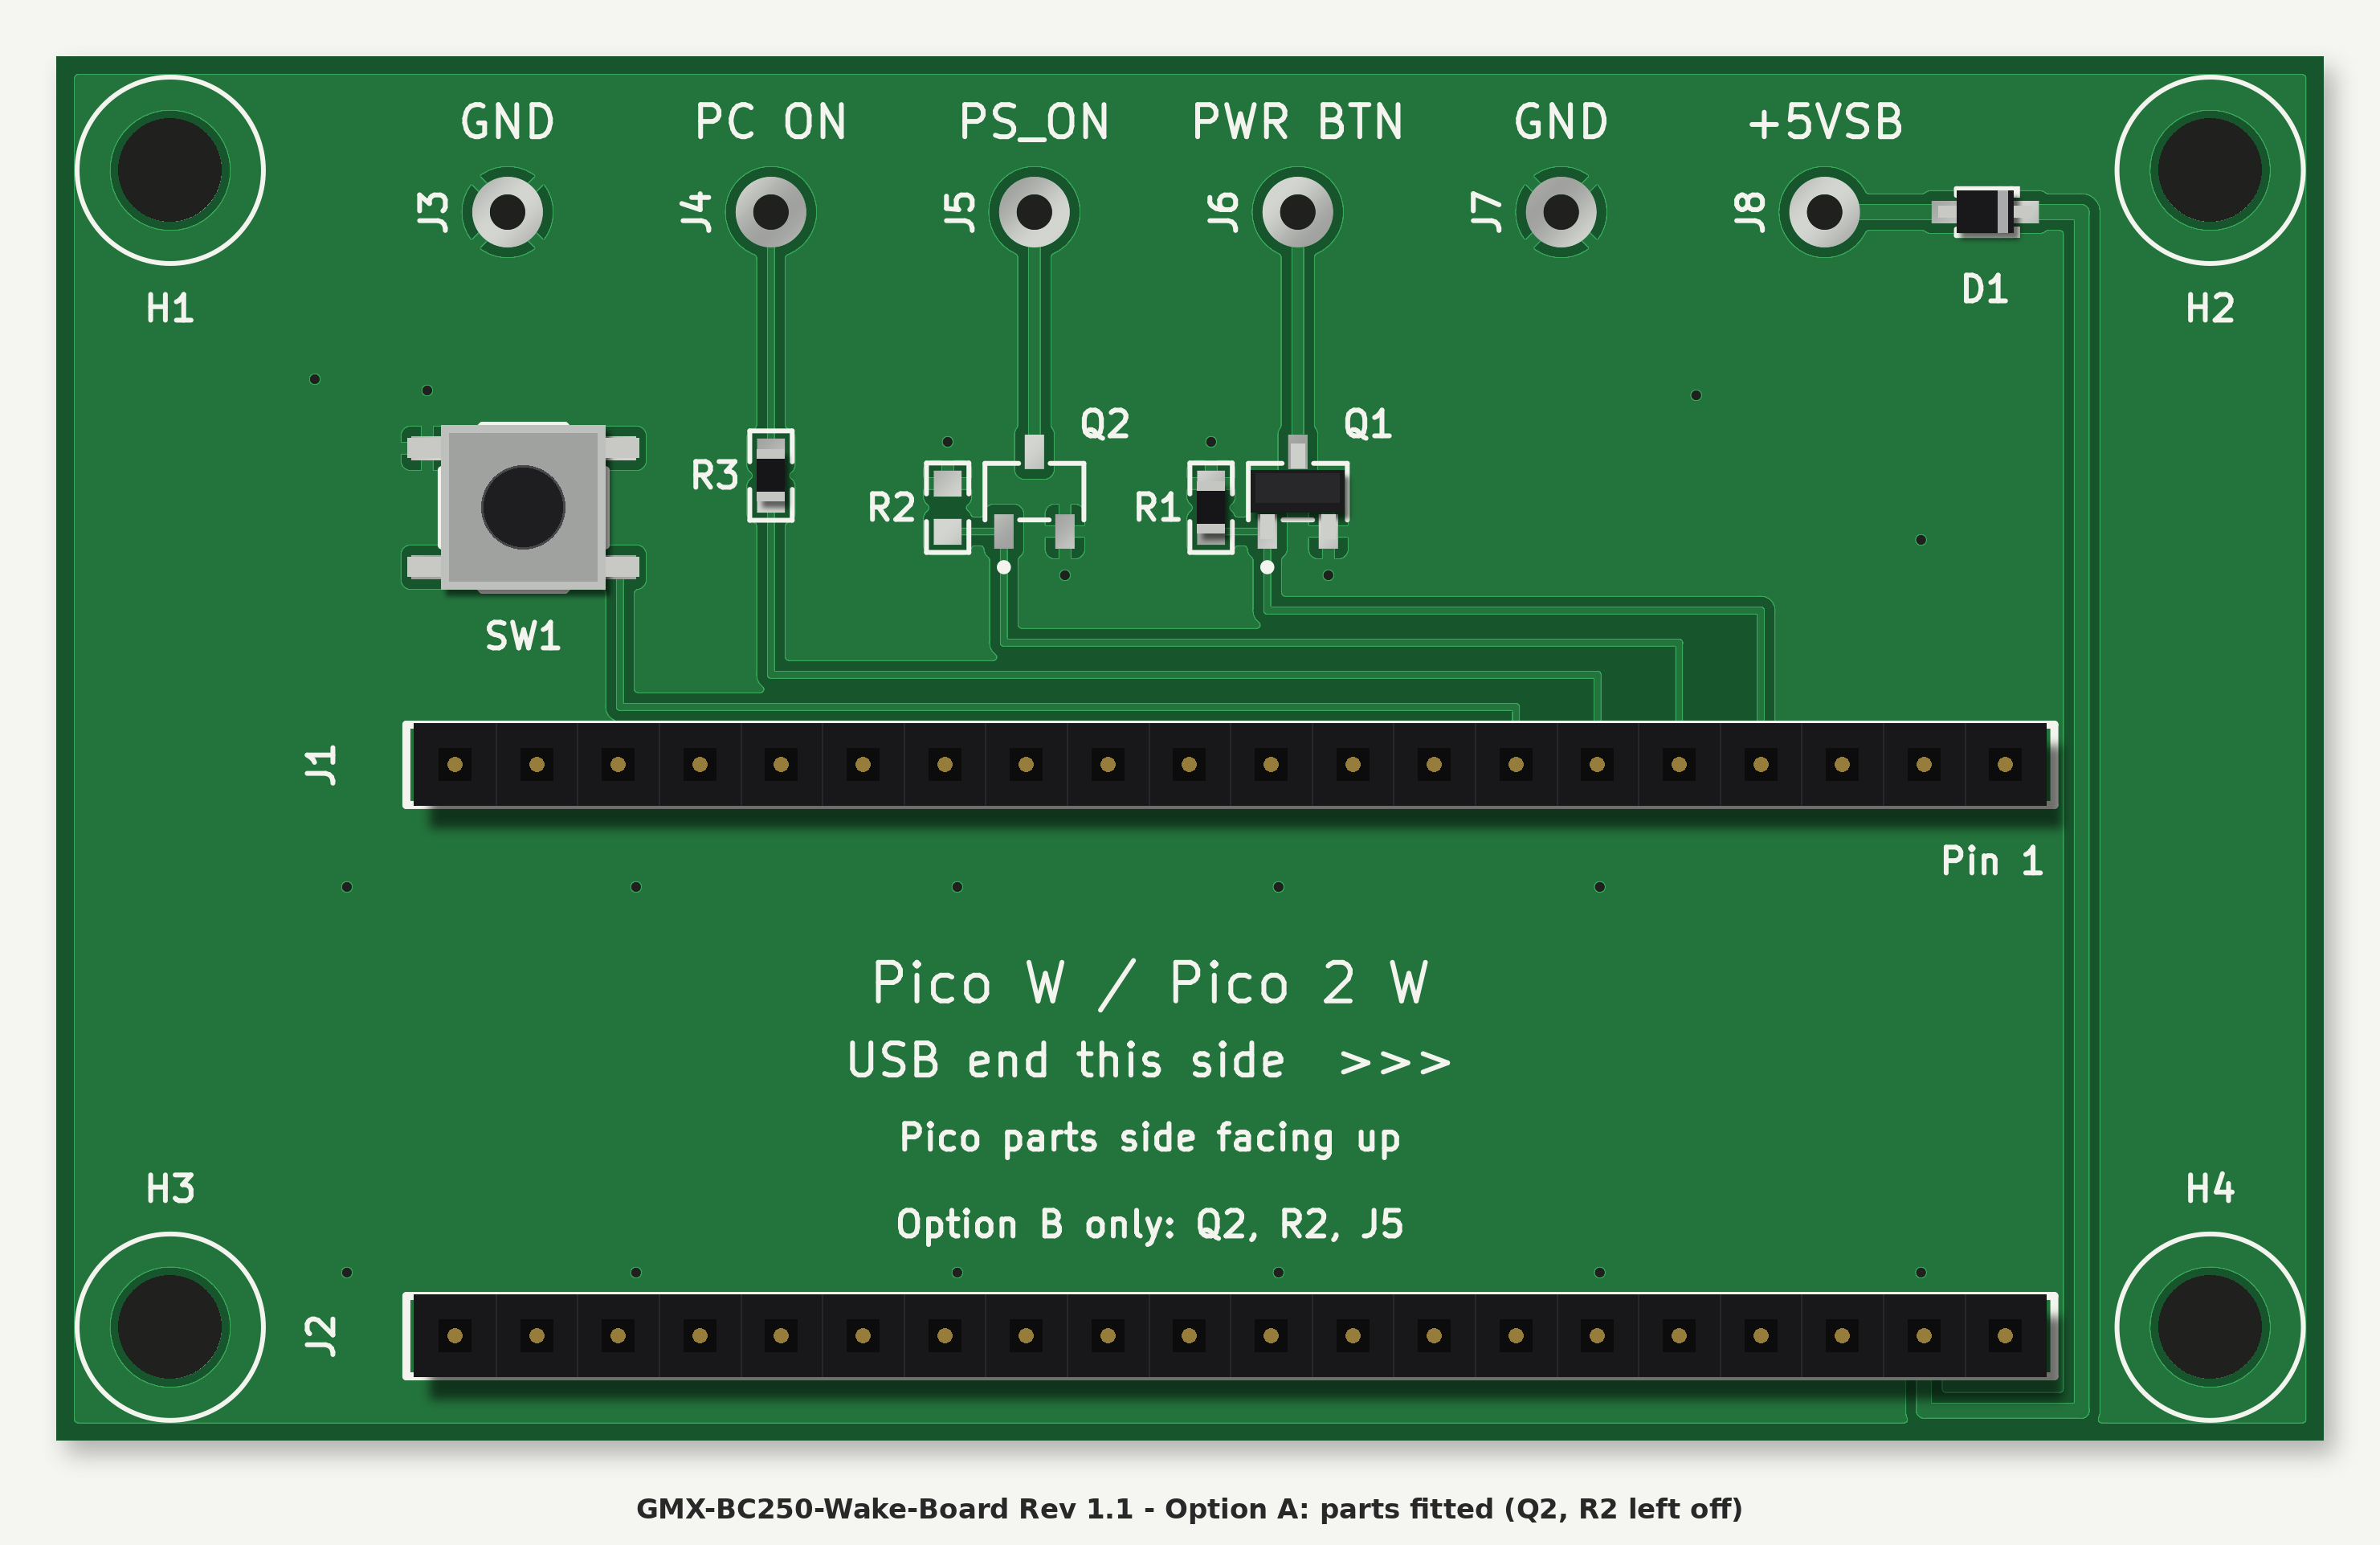 GND PC ON PS_ON PWR BTN GND +5VSB
J3 J4 J5 J6 J7 J8
D1
H1 H2
Q2 Q1
R3 R2 R1
SW1
J1
Pin 1
Pico W / Pico 2 W
USB end this side >>>
Pico parts side facing up
H3 H4
Option B only: Q2, R2, J5
J2
GMX-BC250-Wake-Board Rev 1.1 - Option A: parts fitted (Q2, R2 left off)